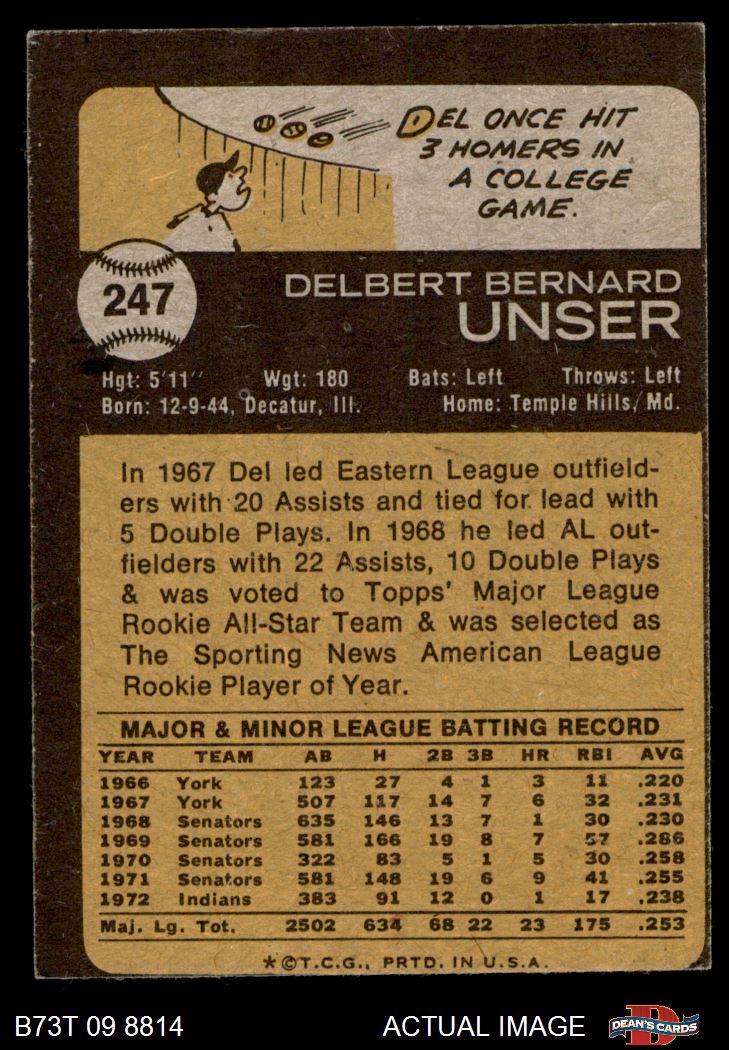 DEL ONCE HIT
3 HOMERS IN
A COLLEGE
GAME.
247
DELBERT BERNARD
UNSER
Hgt: 5'11" Wgt: 180 Bats: Left Throws: Left
Born: 12-9-44, Decatur, Ill. Home: Temple Hills, Md.
In 1967 Del led Eastern League outfield-
ers with 20 Assists and tied for lead with
5 Double Plays. In 1968 he led AL out-
fielders with 22 Assists, 10 Double Plays
& was voted to Topps' Major League
Rookie All-Star Team & was selected as
The Sporting News American League
Rookie Player of Year.
MAJOR & MINOR LEAGUE BATTING RECORD
YEAR TEAM AB H 2B 3B HR RBI AVG
1966 York 123 27 4 1 3 11 .220
1967 York 507 117 14 7 6 32 .231
1968 Senators 635 146 13 7 1 30 .230
1969 Senators 581 166 19 8 7 57 .286
1970 Senators 322 83 5 1 5 30 .258
1971 Senators 581 148 19 6 9 41 .255
1972 Indians 383 91 12 0 1 17 .238
Maj. Lg. Tot. 2502 634 68 22 23 175 .253
*©T.C.G., PRTD. IN U.S.A.
B73T 09 8814 ACTUAL IMAGE DEAN'S CARDS